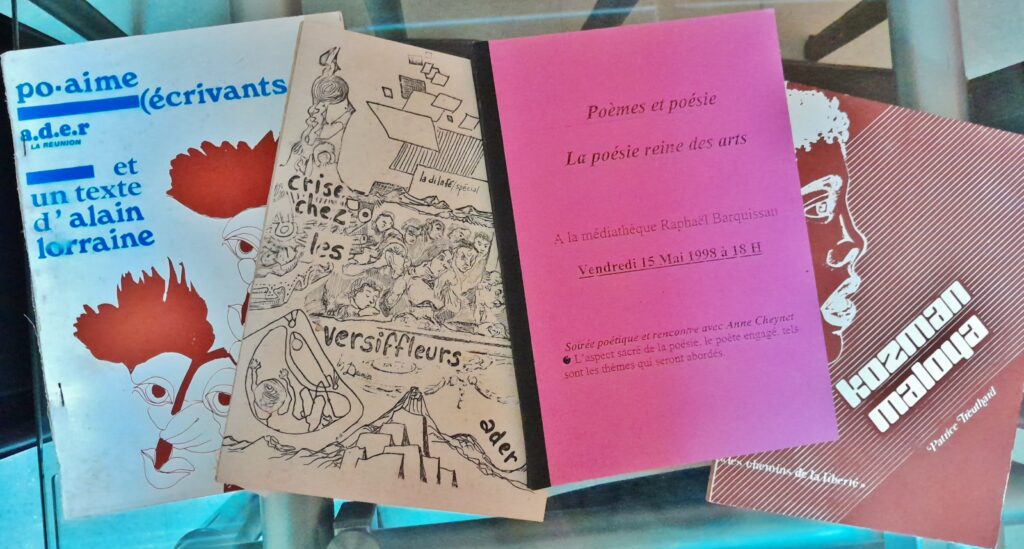 po.aime
(écrivants
a.d.e.r
LA RÉUNION
et
un texte
d'alain
lorraine
la dilafé, spécial
crise
chez
les
versiffleurs
ader
Poèmes et poésie
La poésie reine des arts
A la médiathèque Raphaël Barquissan
Vendredi 15 Mai 1998 à 18 H
Soirée poétique et rencontre avec Anne Cheynet
L'aspect sacré de la poésie, le poète engagé, tels
sont les thèmes qui seront abordés.
kozman
maloya
Patrice Treuthard
«les chemins de la liberté»